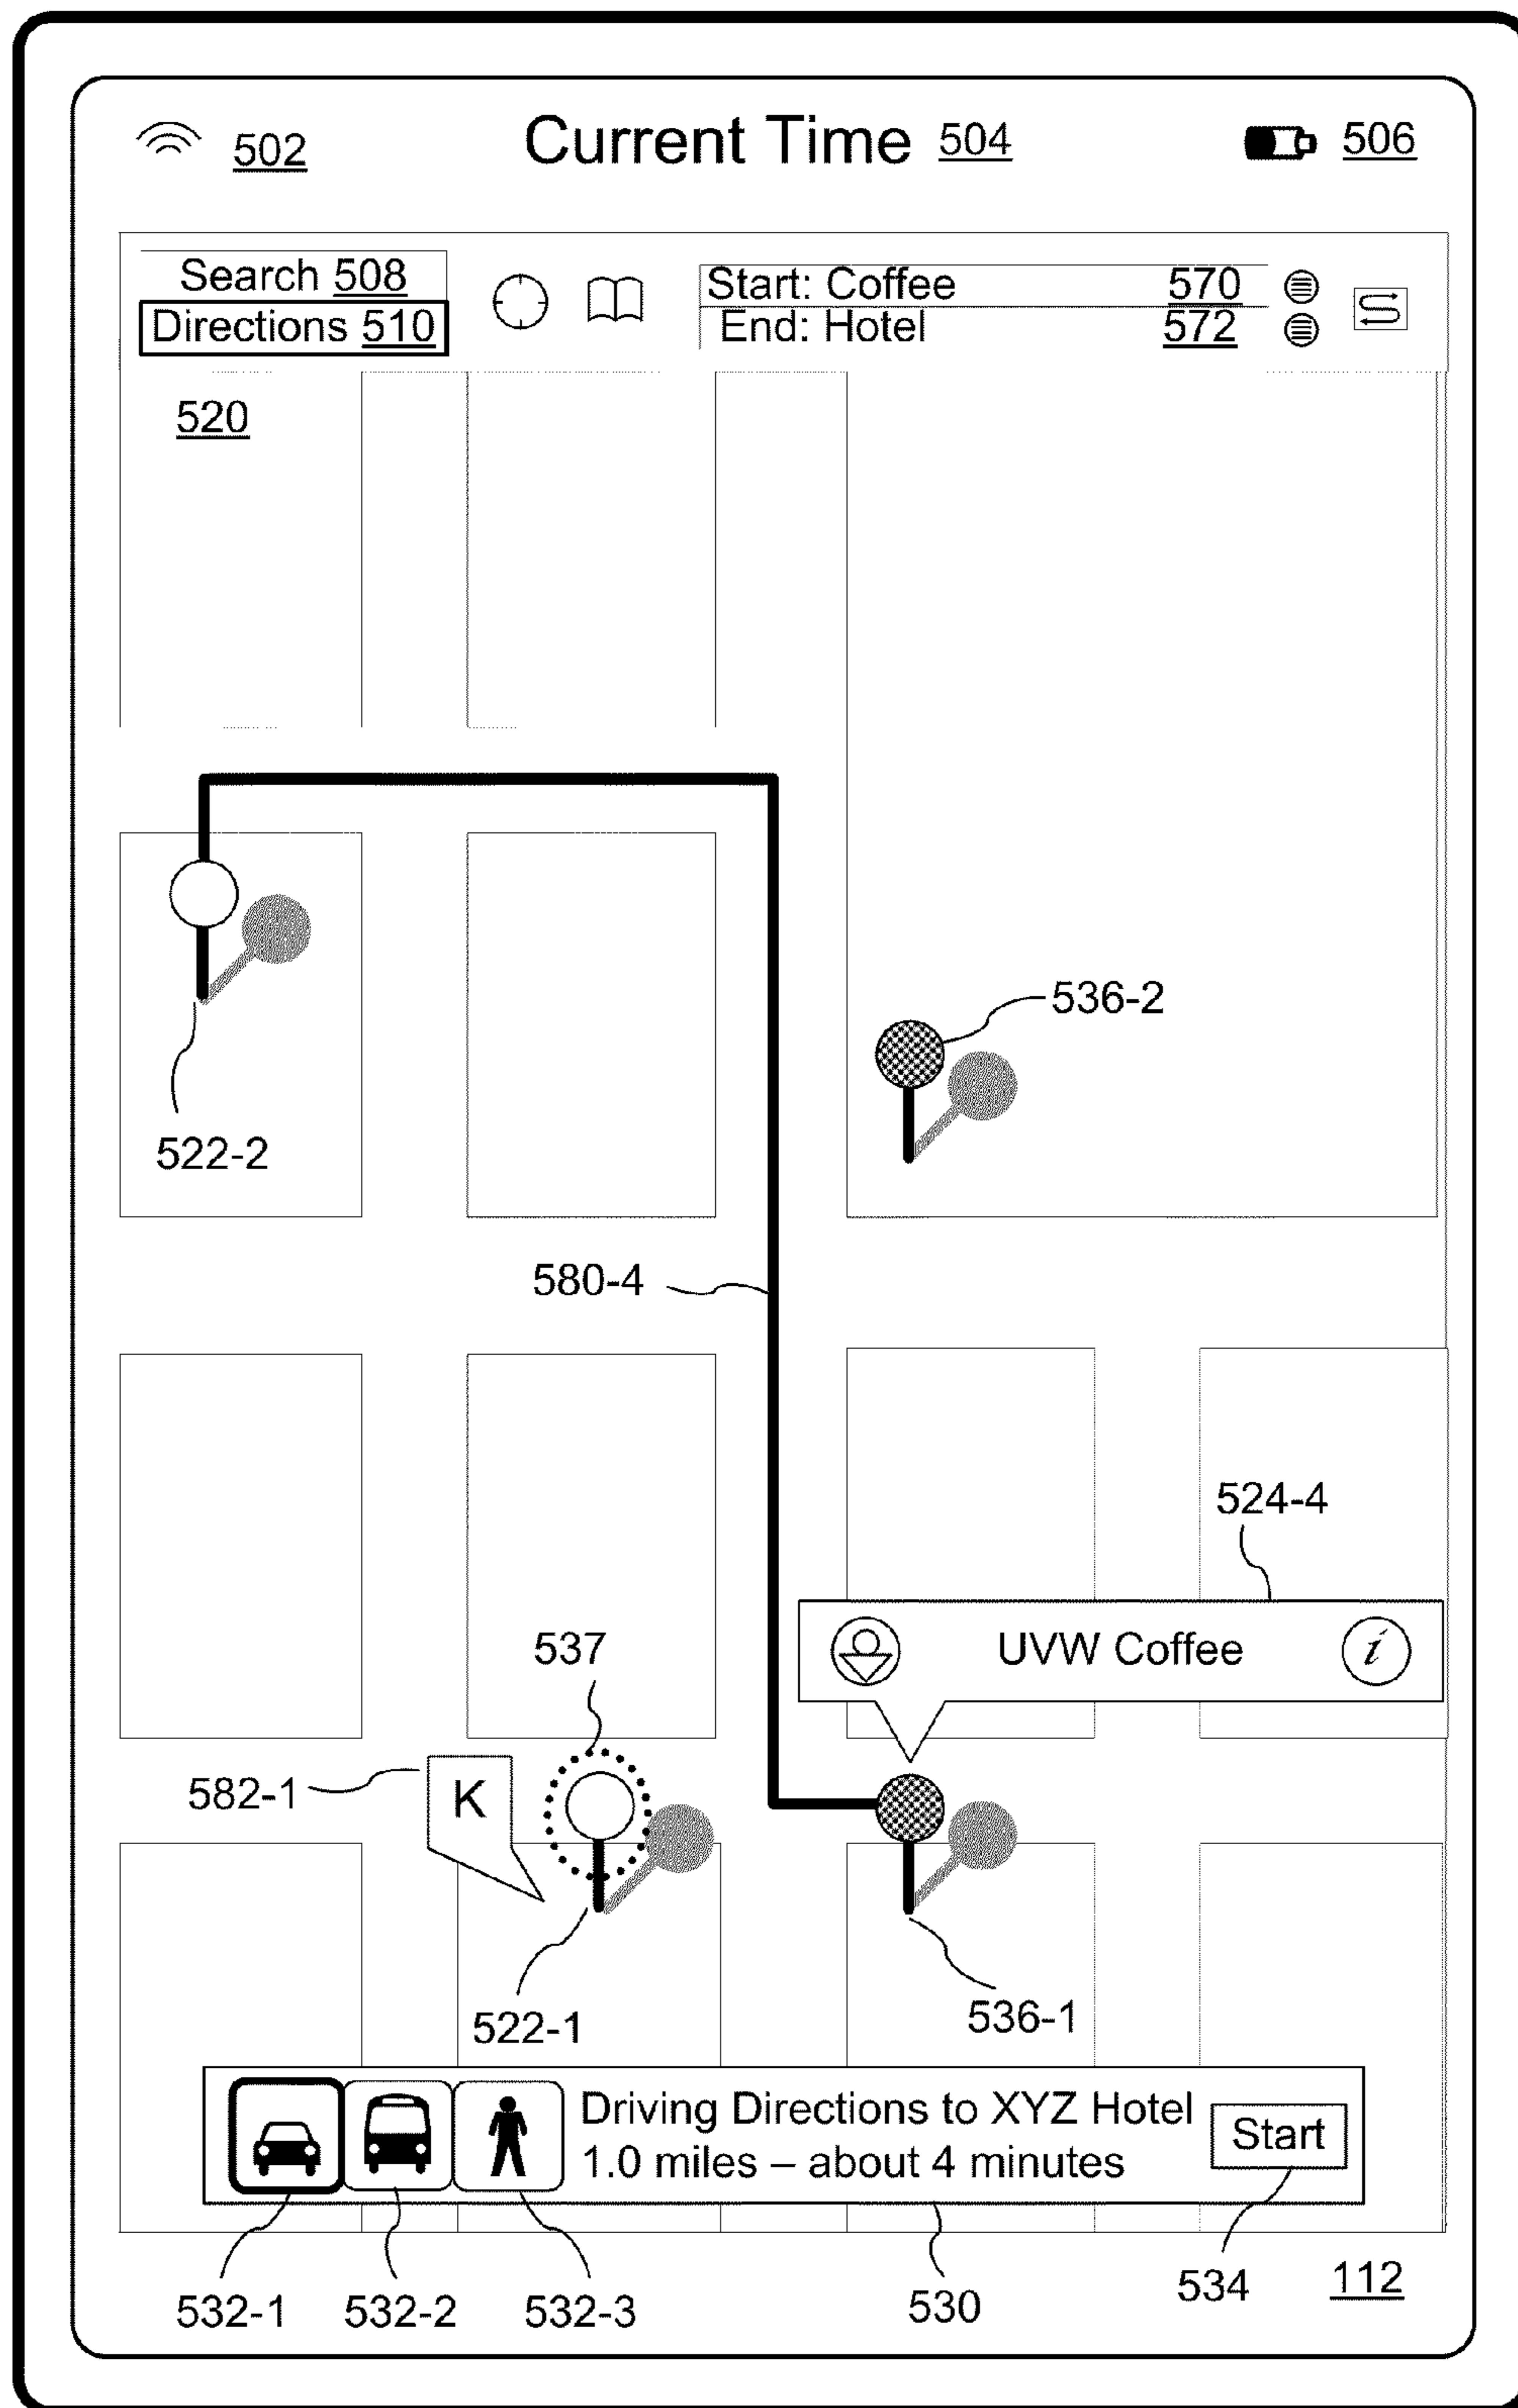 502 Current Time 504 506
Search 508
Directions 510
Start: Coffee 570
End: Hotel 572
520
536-2
522-2
580-4
524-4
UVW Coffee i
537
582-1
K
522-1
536-1
Driving Directions to XYZ Hotel
1.0 miles – about 4 minutes
Start
532-1 532-2 532-3 530 534 112